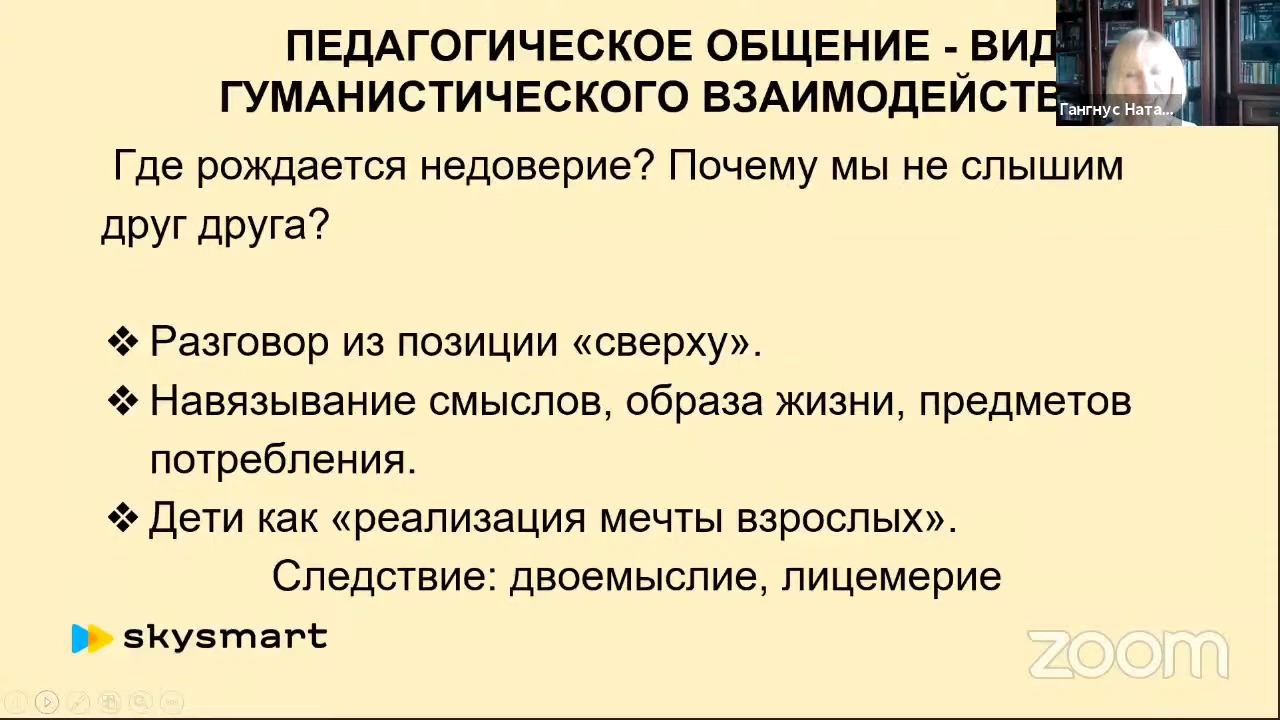 ПЕДАГОГИЧЕСКОЕ ОБЩЕНИЕ - ВИД
ГУМАНИСТИЧЕСКОГО ВЗАИМОДЕЙСТВ
Гангнус Ната...
Где рождается недоверие? Почему мы не слышим
друг друга?
❖ Разговор из позиции «сверху».
❖ Навязывание смыслов, образа жизни, предметов
потребления.
❖ Дети как «реализация мечты взрослых».
Следствие: двоемыслие, лицемерие
skysmart
zoom